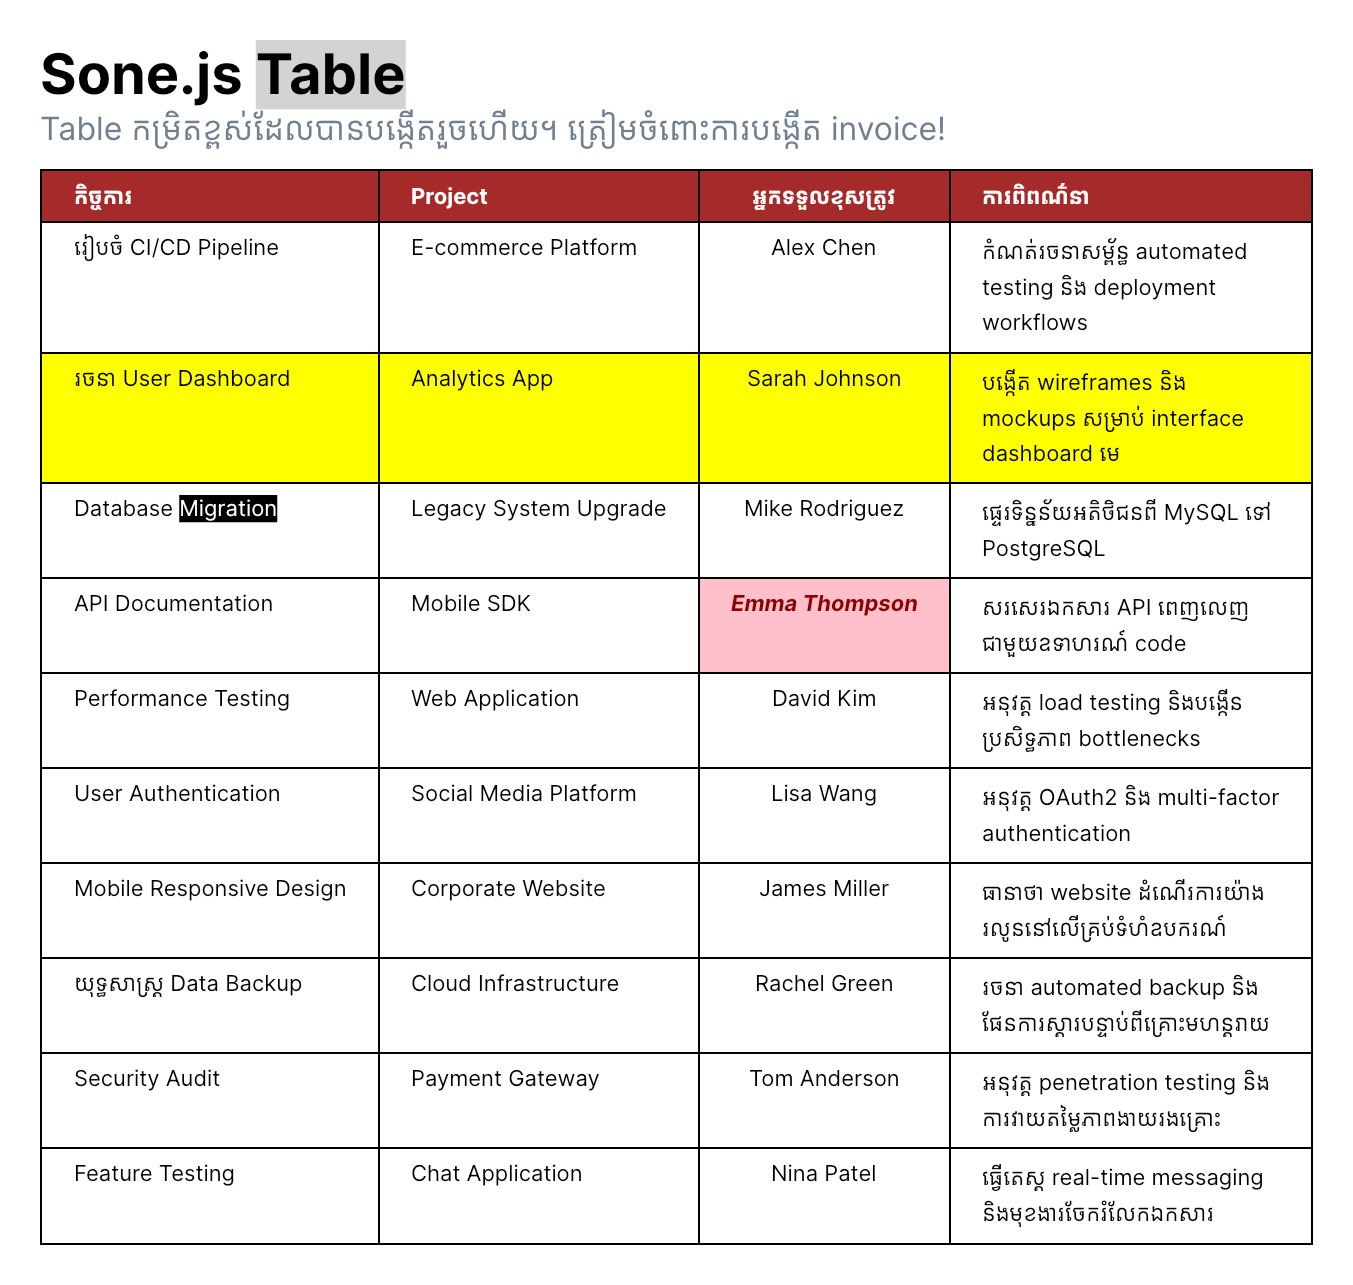 Sone.js Table
Table កម្រិតខ្ពស់ដែលបានបង្កើតរួចហើយ។ ត្រៀមចំពោះការបង្កើត invoice!
កិច្ចការ Project អ្នកទទួលខុសត្រូវ ការពិពណ៌នា
រៀបចំ CI/CD Pipeline E-commerce Platform Alex Chen កំណត់រចនាសម្ព័ន្ធ automated
testing និង deployment
workflows
រចនា User Dashboard Analytics App Sarah Johnson បង្កើត wireframes និង
mockups សម្រាប់ interface
dashboard មេ
Database Migration Legacy System Upgrade Mike Rodriguez ផ្ទេរទិន្នន័យអតិថិជនពី MySQL ទៅ
PostgreSQL
API Documentation Mobile SDK Emma Thompson សរសេរឯកសារ API ពេញលេញ
ជាមួយឧទាហរណ៍ code
Performance Testing Web Application David Kim អនុវត្ត load testing និងបង្កើន
ប្រសិទ្ធភាព bottlenecks
User Authentication Social Media Platform Lisa Wang អនុវត្ត OAuth2 និង multi-factor
authentication
Mobile Responsive Design Corporate Website James Miller ធានាថា website ដំណើរការយ៉ាង
រលូននៅលើគ្រប់ទំហំឧបករណ៍
យុទ្ធសាស្ត្រ Data Backup Cloud Infrastructure Rachel Green រចនា automated backup និង
ផែនការស្តារបន្ទាប់ពីគ្រោះមហន្តរាយ
Security Audit Payment Gateway Tom Anderson អនុវត្ត penetration testing និង
ការវាយតម្លៃភាពងាយរងគ្រោះ
Feature Testing Chat Application Nina Patel ធ្វើតេស្ត real-time messaging
និងមុខងារចែករំលែកឯកសារ